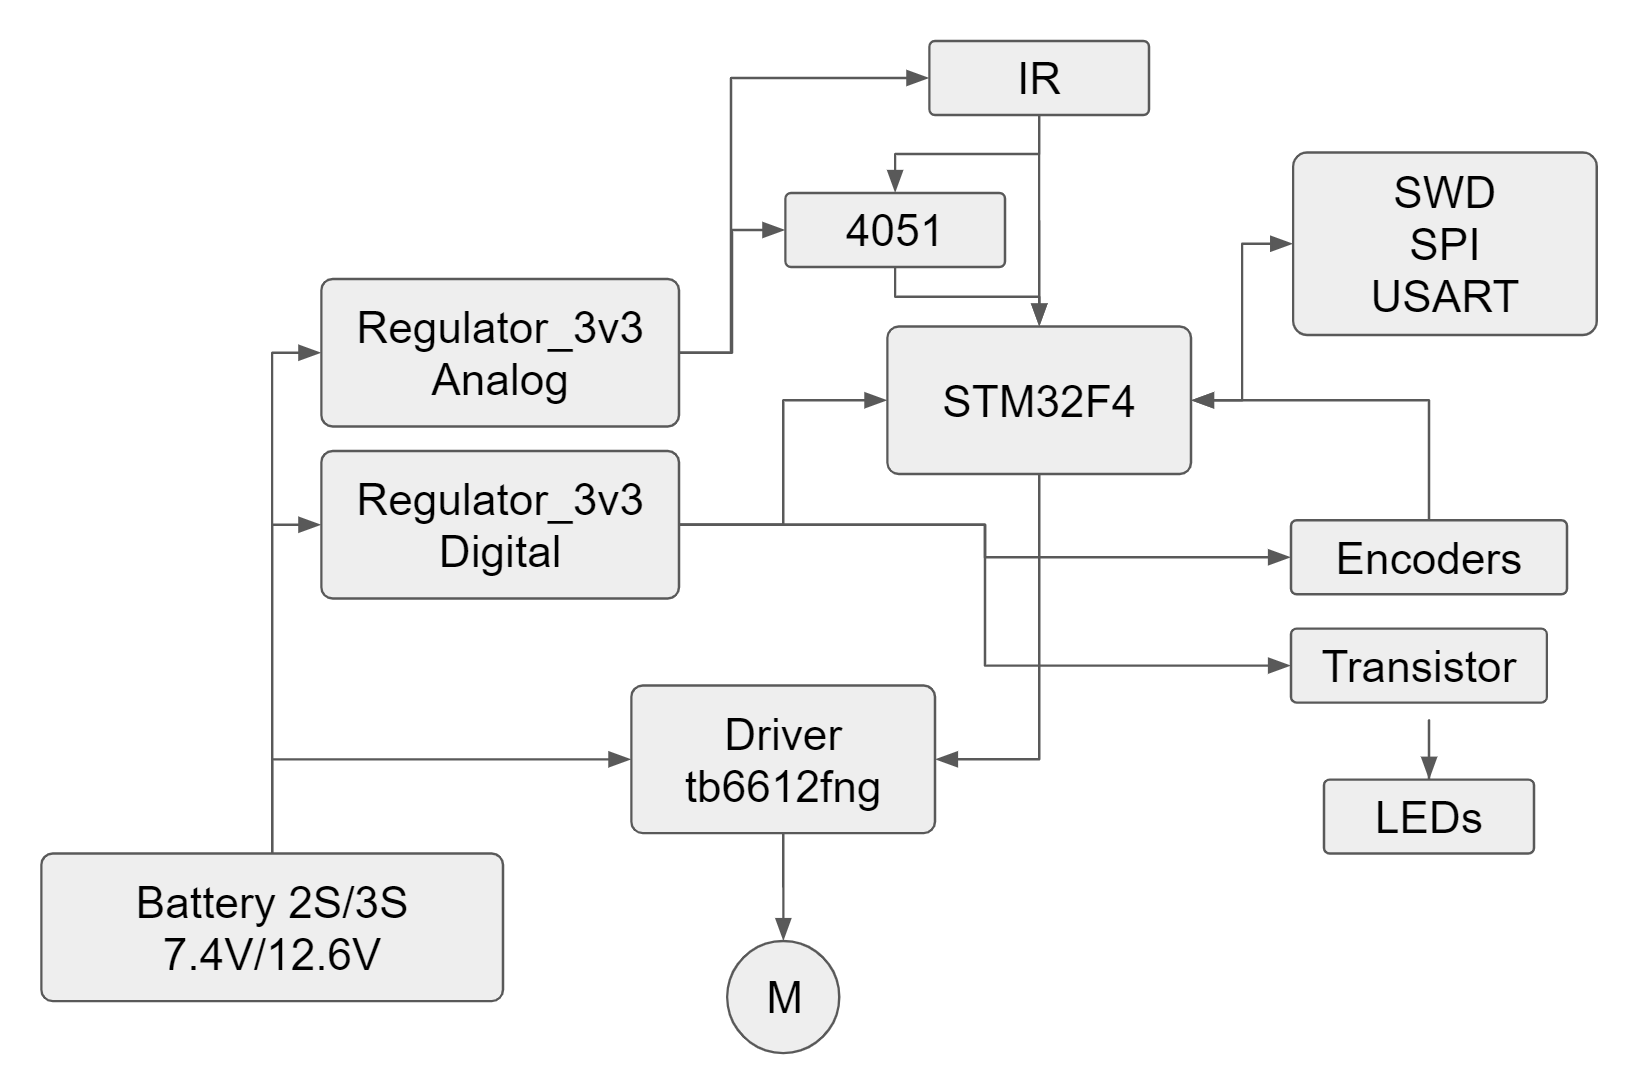 IR
4051
SWD
SPI
USART
Regulator_3v3
Analog
STM32F4
Regulator_3v3
Digital
Encoders
Transistor
Driver
tb6612fng
LEDs
Battery 2S/3S
7.4V/12.6V
M